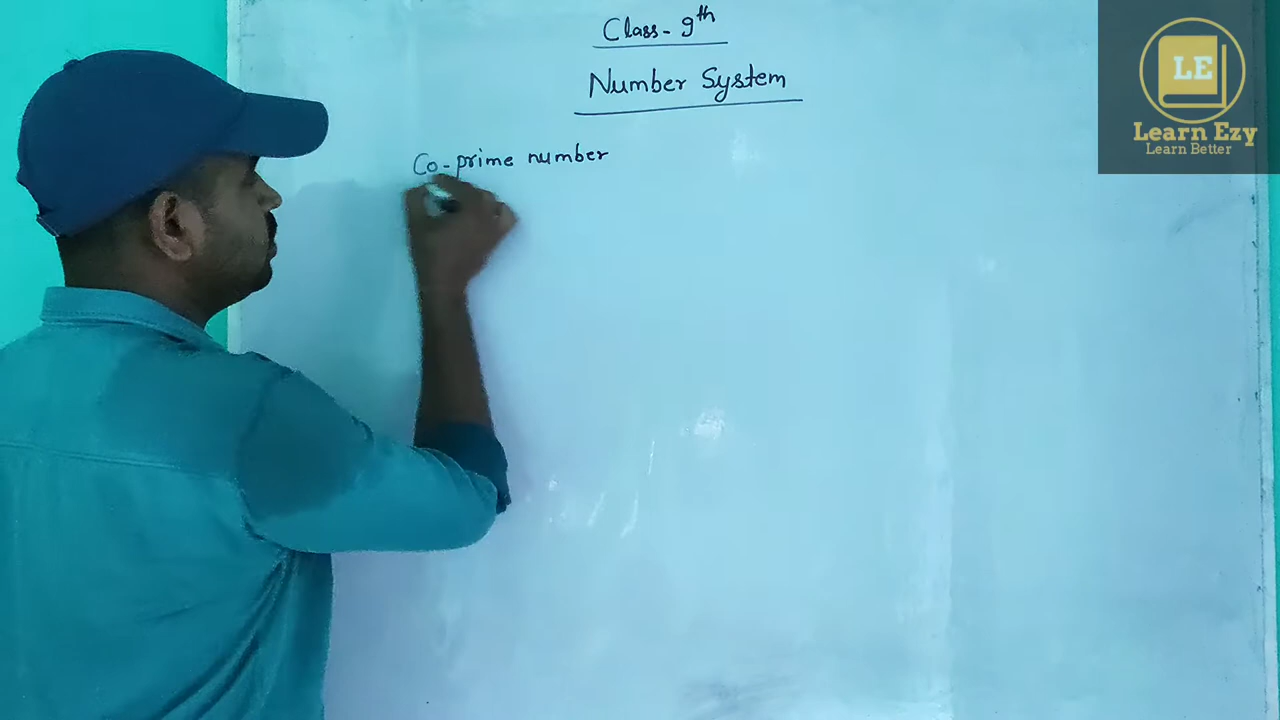 Class - 9th
Number System
Co-prime number
LE
Learn Ezy
Learn Better